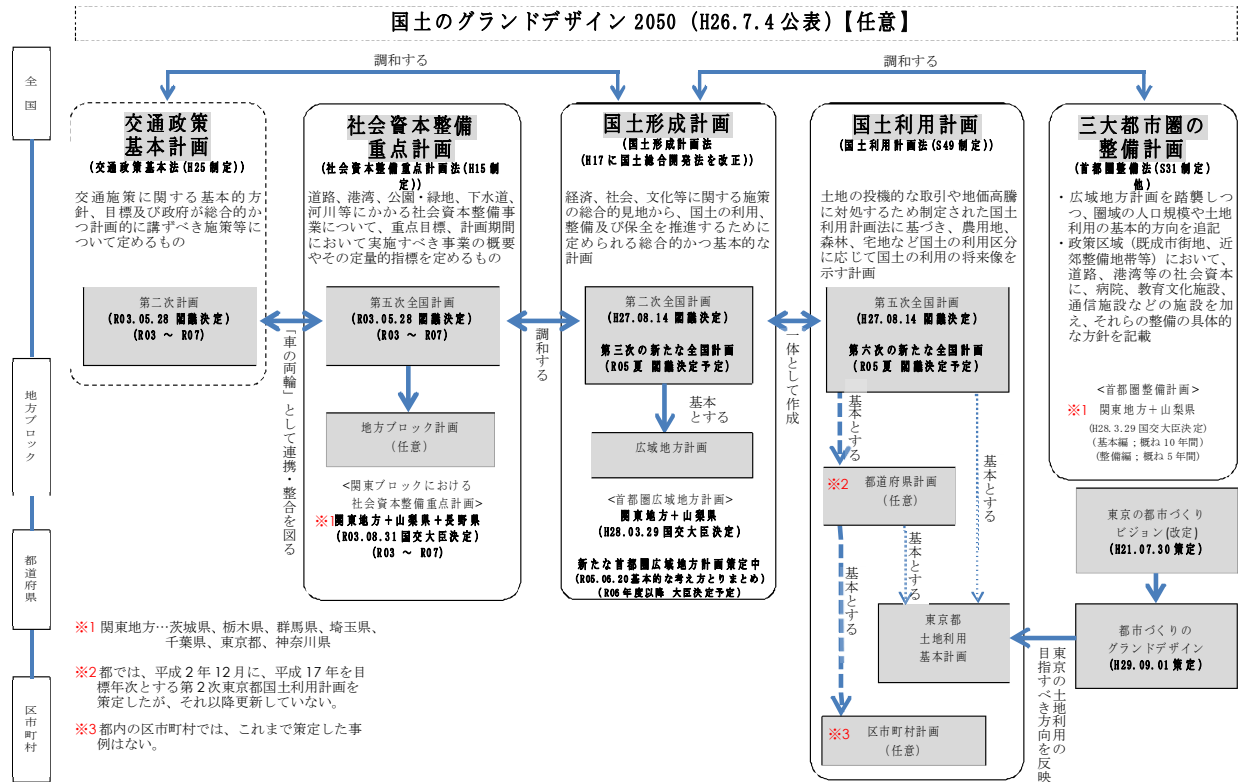 国土のグランドデザイン 2050 (H26.7.4 公表)【任意】
全国
地方ブロック
都道府県
区市町村
調和する
調和する
交通政策
基本計画
(交通政策基本法(H25 制定))
交通施策に関する基本的方
針、目標及び政府が総合的か
つ計画的に講ずべき施策等に
ついて定めるもの
第二次計画
(R03.05.28 閣議決定)
(R03 ~ R07)
「車の両輪」として連携・整合を図る
社会資本整備
重点計画
(社会資本整備重点計画法(H15 制
定))
道路、港湾、公園・緑地、下水道、
河川等にかかる社会資本整備事
業について、重点目標、計画期間
において実施すべき事業の概要
やその定量的指標を定めるもの
第五次全国計画
(R03.05.28 閣議決定)
(R03 ~ R07)
地方ブロック計画
(任意)
<関東ブロックにおける
社会資本整備重点計画>
※1 関東地方+山梨県+長野県
(R03.08.31 国交大臣決定)
(R03 ~ R07)
調和する
国土形成計画
(国土形成計画法
(H17 に国土総合開発法を改正))
経済、社会、文化等に関する施策
の総合的見地から、国土の利用、
整備及び保全を推進するために
定められる総合的かつ基本的な
計画
第二次全国計画
(H27.08.14 閣議決定)
第三次の新たな全国計画
(R05 夏 閣議決定予定)
基本とする
広域地方計画
<首都圏広域地方計画>
関東地方+山梨県
(H28.03.29 国交大臣決定)
新たな首都圏広域地方計画策定中
(R05.06.20 基本的な考え方とりまとめ)
(R06 年度以降 大臣決定予定)
一体として作成
国土利用計画
(国土利用計画法(S49 制定))
土地の投機的な取引や地価高騰
に対処するため制定された国土
利用計画法に基づき、農用地、
森林、宅地など国土の利用区分
に応じて国土の利用の将来像を
示す計画
第五次全国計画
(H27.08.14 閣議決定)
第六次の新たな全国計画
(R05 夏 閣議決定予定)
基本とする
基本とする
※2 都道府県計画
(任意)
基本とする
基本とする
東京都
土地利用
基本計画
※3 区市町村計画
(任意)
三大都市圏の
整備計画
(首都圏整備法(S31 制定)
他)
・広域地方計画を踏襲しつ
つ、圏域の人口規模や土地
利用の基本的方向を追記
・政策区域(既成市街地、近
郊整備地帯等)において、
道路、港湾等の社会資本
に、病院、教育文化施設、
通信施設などの施設を加
え、それらの整備の具体的
な方針を記載
<首都圏整備計画>
※1 関東地方+山梨県
(H28.3.29 国交大臣決定)
(基本編;概ね 10 年間)
(整備編;概ね 5 年間)
東京の都市づくり
ビジョン(改定)
(H21.07.30 策定)
都市づくりの
グランドデザイン
(H29.09.01 策定)
東京の土地利用の
目指すべき方向を反映
※1 関東地方…茨城県、栃木県、群馬県、埼玉県、
千葉県、東京都、神奈川県
※2 都では、平成 2 年 12 月に、平成 17 年を目
標年次とする第 2 次東京都国土利用計画を
策定したが、それ以降更新していない。
※3 都内の区市町村では、これまで策定した事
例はない。